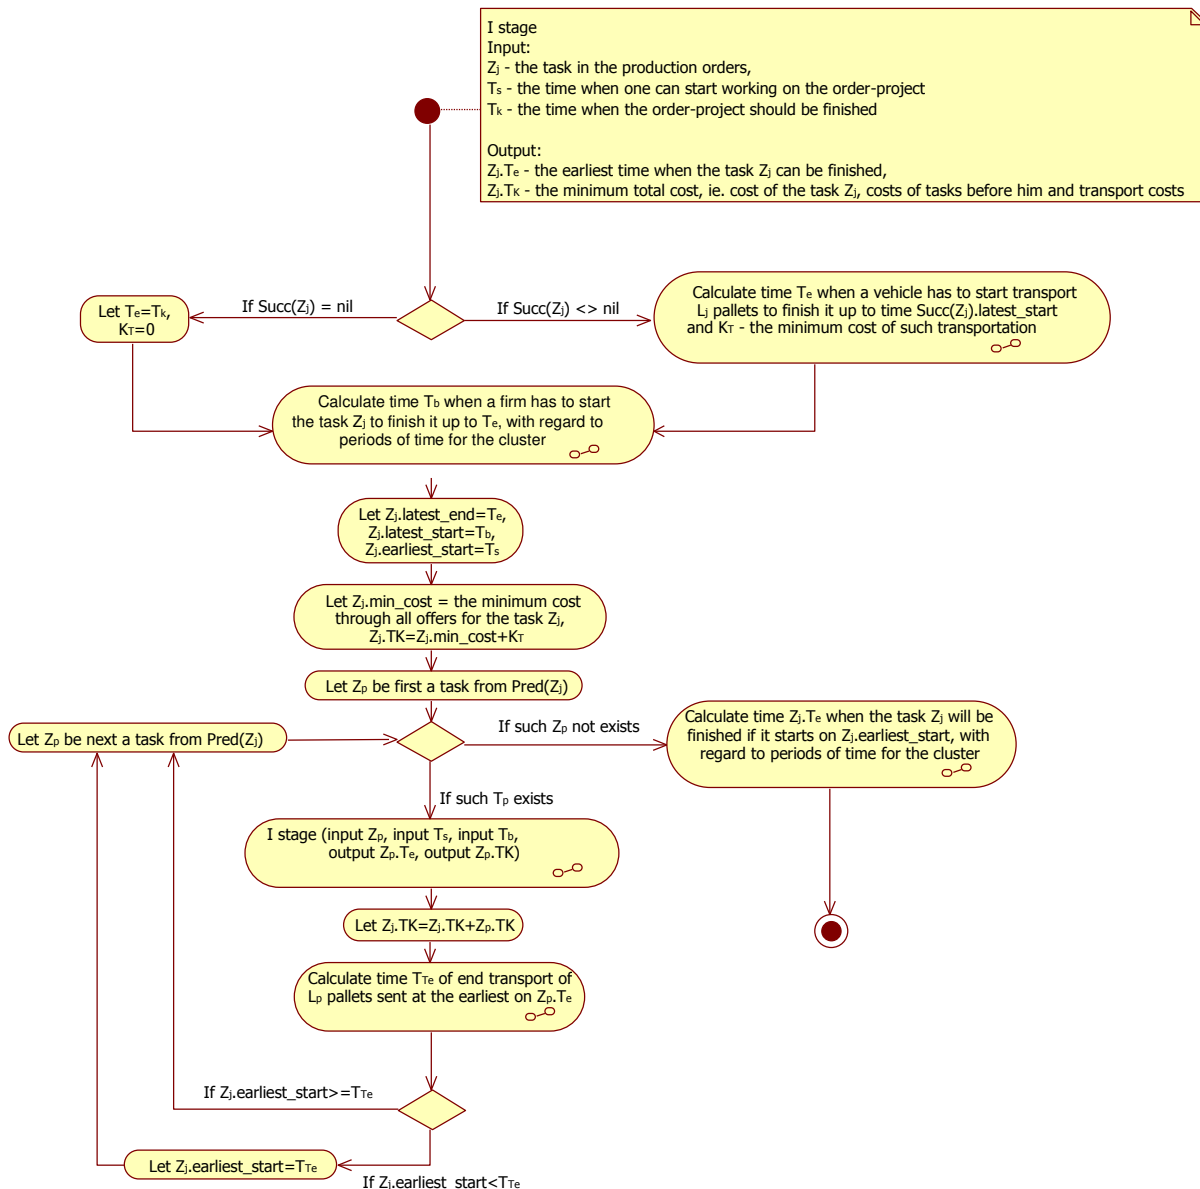 I stage
Input:
Zj - the task in the production orders,
Ts - the time when one can start working on the order-project
Tk - the time when the order-project should be finished
Output:
Zj.Te - the earliest time when the task Zj can be finished,
Zj.TK - the minimum total cost, ie. cost of the task Zj, costs of tasks before him and transport costs
If Succ(Zj) = nil
If Succ(Zj) <> nil
Let Te=Tk,
KT=0
Calculate time Te when a vehicle has to start transport
Lj pallets to finish it up to time Succ(Zj).latest_start
and KT - the minimum cost of such transportation
Calculate time Tb when a firm has to start
the task Zj to finish it up to Te, with regard to
periods of time for the cluster
Let Zj.latest_end=Te,
Zj.latest_start=Tb,
Zj.earliest_start=Ts
Let Zj.min_cost = the minimum cost
through all offers for the task Zj,
Zj.TK=Zj.min_cost+KT
Let Zp be first a task from Pred(Zj)
Let Zp be next a task from Pred(Zj)
If such Zp not exists
Calculate time Zj.Te when the task Zj will be
finished if it starts on Zj.earliest_start, with
regard to periods of time for the cluster
If such Tp exists
I stage (input Zp, input Ts, input Tb,
output Zp.Te, output Zp.TK)
Let Zj.TK=Zj.TK+Zp.TK
Calculate time TTe of end transport of
Lp pallets sent at the earliest on Zp.Te
If Zj.earliest_start>=TTe
Let Zj.earliest_start=TTe
If Zj.earliest_start<TTe